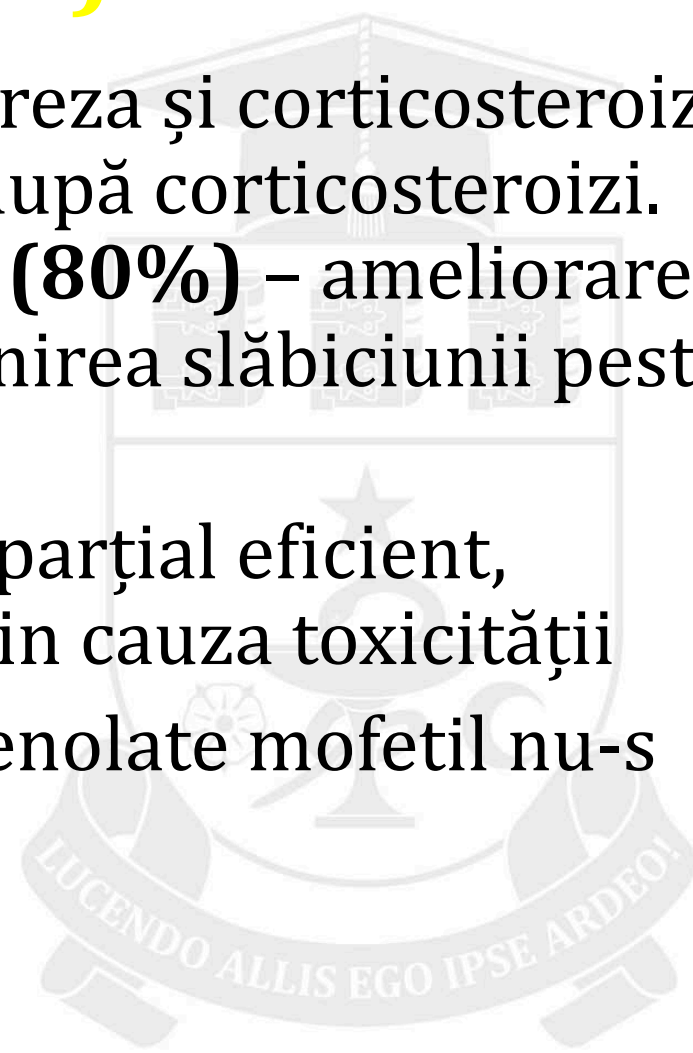 reza și corticosteroiz
după corticosteroizi.
(80%) – ameliorare
nirea slăbiciunii pest
parțial eficient,
in cauza toxicității
enolate mofetil nu-s
LUCENDO ALLIS EGO IPSE ARDEO!